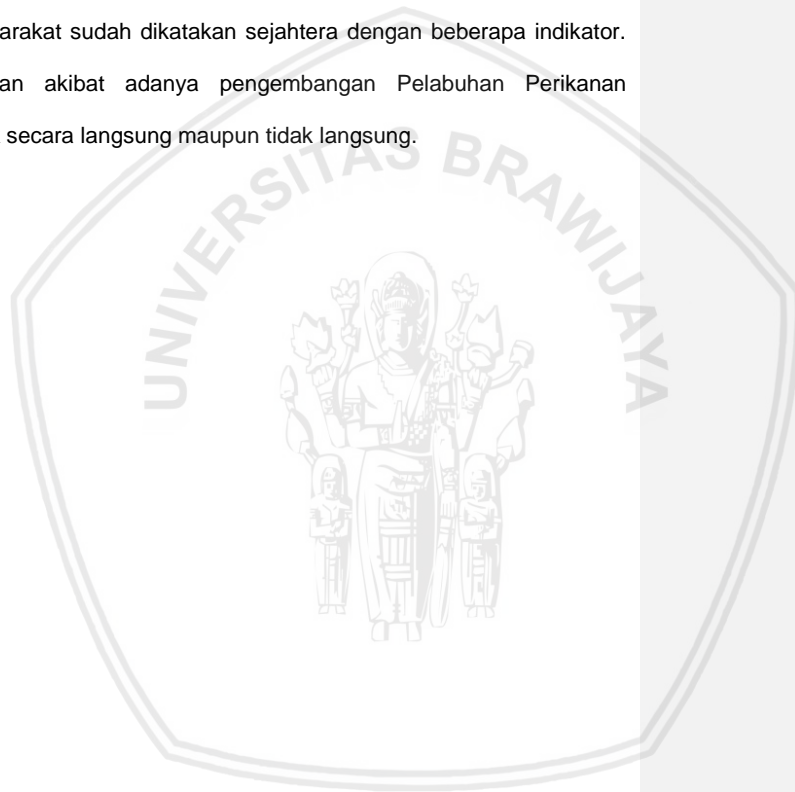 arakat sudah dikatakan sejahtera dengan beberapa indikator.
an akibat adanya pengembangan Pelabuhan Perikanan
secara langsung maupun tidak langsung.
UNIVERSITAS BRAWIJAYA